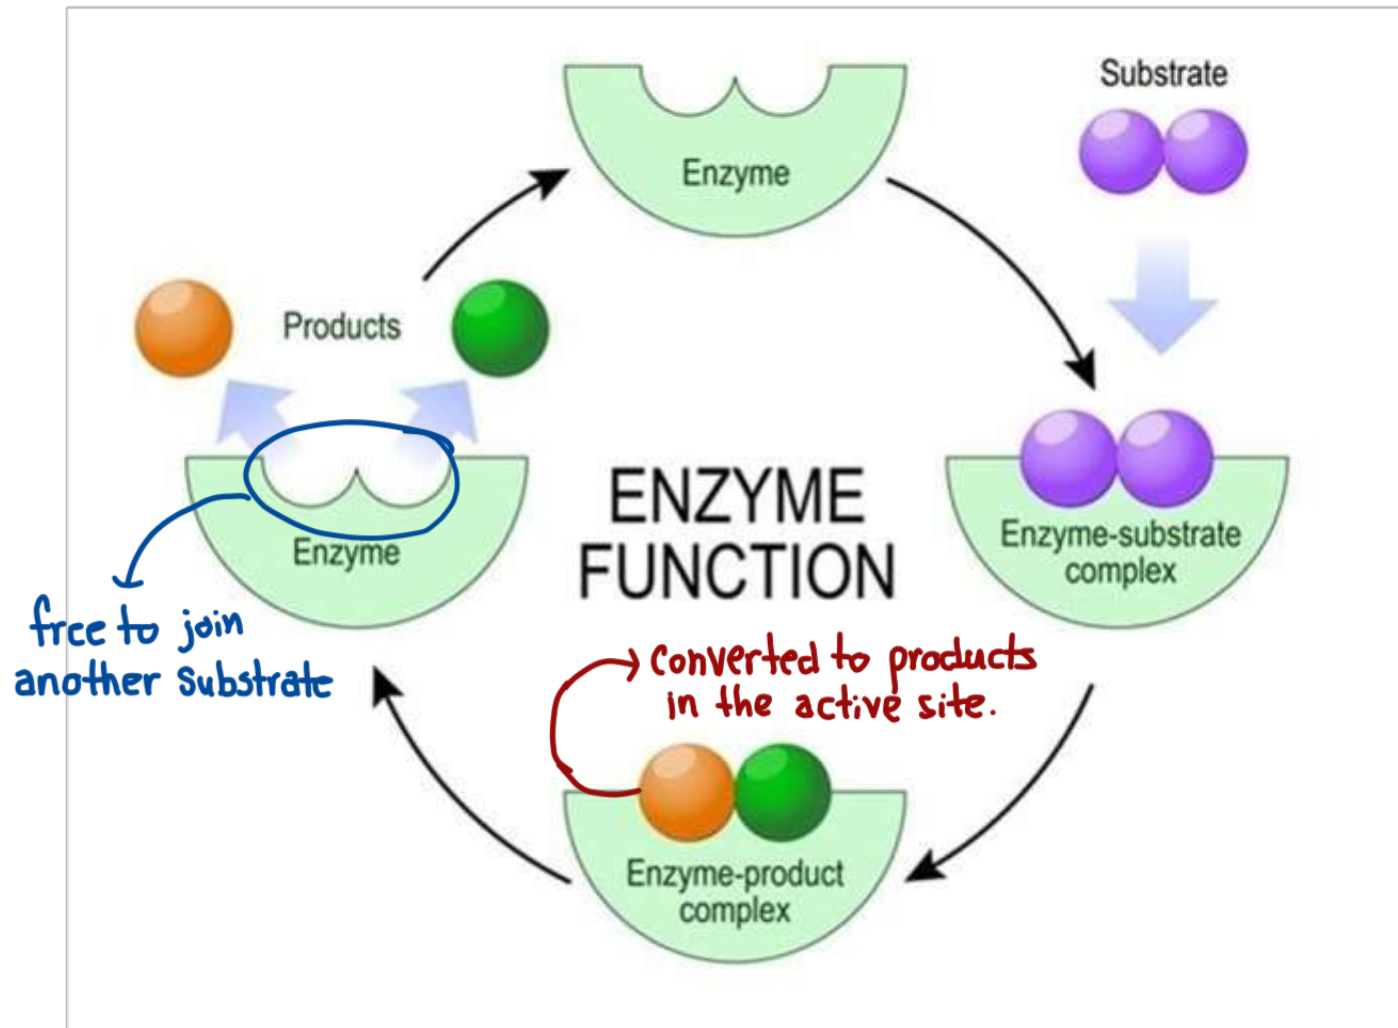 Substrate
Enzyme
Products
ENZYME
FUNCTION
Enzyme-substrate
complex
Enzyme
free to join
another substrate
Converted to products
in the active site.
Enzyme-product
complex